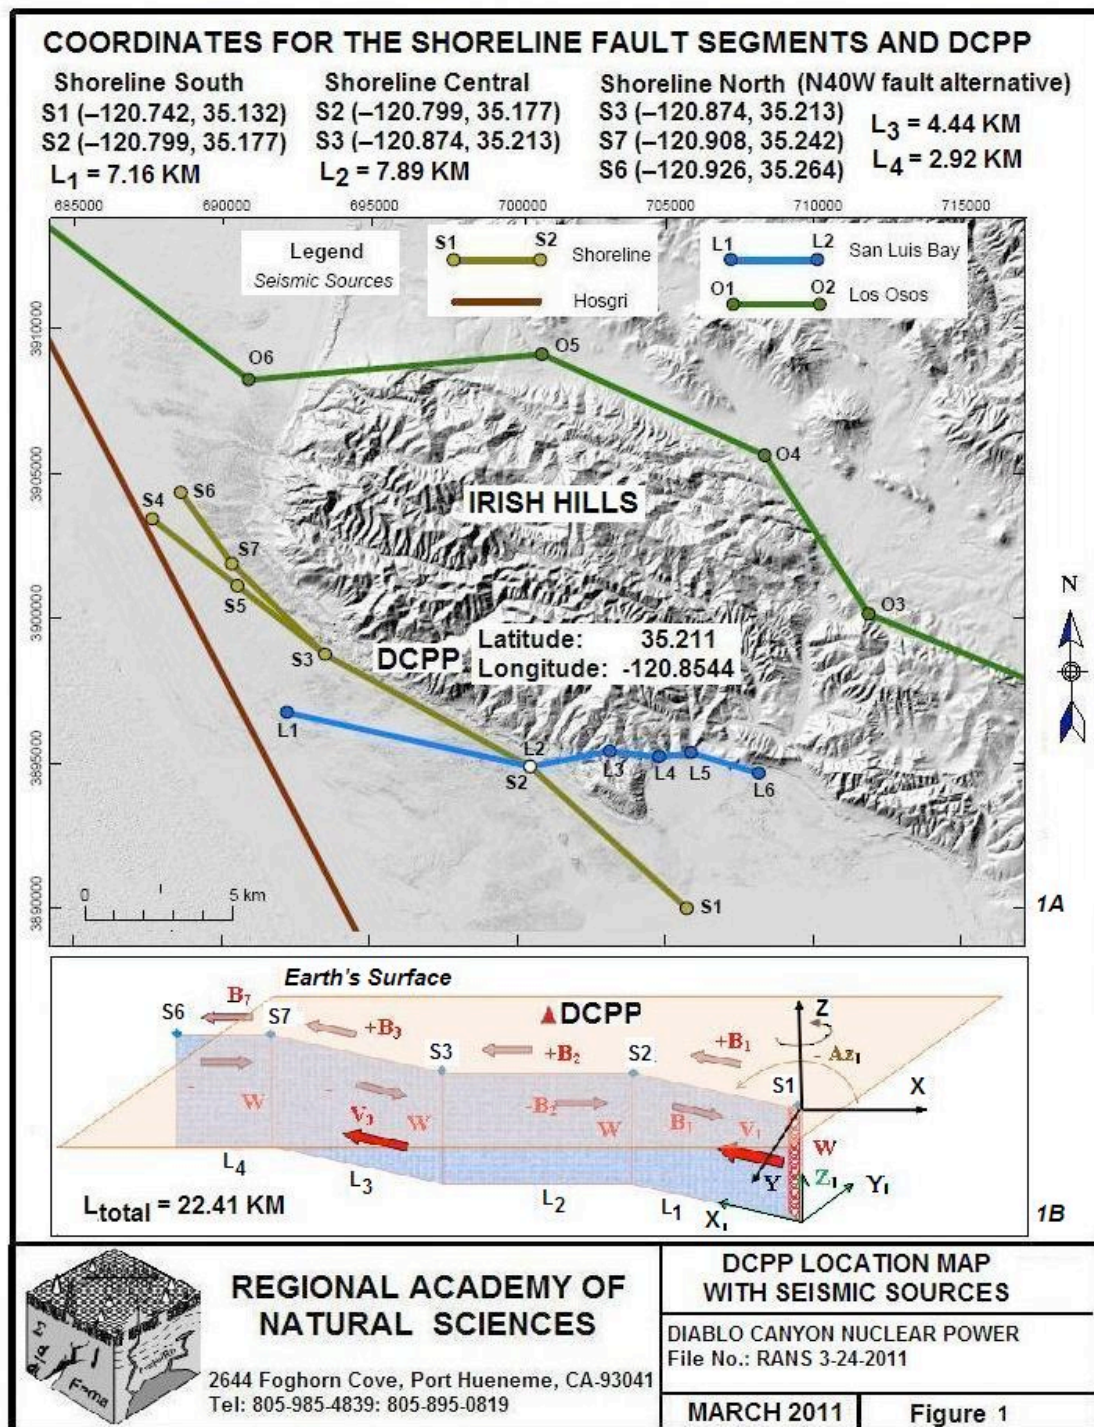 COORDINATES FOR THE SHORELINE FAULT SEGMENTS AND DCPP
Shoreline South
S1 (–120.742, 35.132)
S2 (–120.799, 35.177)
L1 = 7.16 KM
Shoreline Central
S2 (–120.799, 35.177)
S3 (–120.874, 35.213)
L2 = 7.89 KM
Shoreline North (N40W fault alternative)
S3 (–120.874, 35.213)
S7 (–120.908, 35.242)
S6 (–120.926, 35.264)
L3 = 4.44 KM
L4 = 2.92 KM
685000 690000 695000 700000 705000 710000 715000
3910000
3905000
3900000
3895000
3890000
Legend
Seismic Sources
S1 S2 Shoreline
Hosgri
L1 L2 San Luis Bay
O1 O2 Los Osos
O6
O5
O4
O3
S4
S6
S7
S5
S3
IRISH HILLS
DCPP
Latitude: 35.211
Longitude: -120.8544
L1
L2
S2
L3
L4
L5
L6
S1
0 5 km
N
1A
Earth's Surface
S6
B7
S7
+B3
S3
+B2
S2
+B1
DCPP
Z
- Az1
S1
X
-
W
-
V3
W
-B2
W
B1
V1
W
Y
Z1
Y1
X1
L4
L3
L2
L1
Ltotal = 22.41 KM
1B
REGIONAL ACADEMY OF
NATURAL SCIENCES
2644 Foghorn Cove, Port Hueneme, CA-93041
Tel: 805-985-4839: 805-895-0819
DCPP LOCATION MAP
WITH SEISMIC SOURCES
DIABLO CANYON NUCLEAR POWER
File No.: RANS 3-24-2011
MARCH 2011
Figure 1